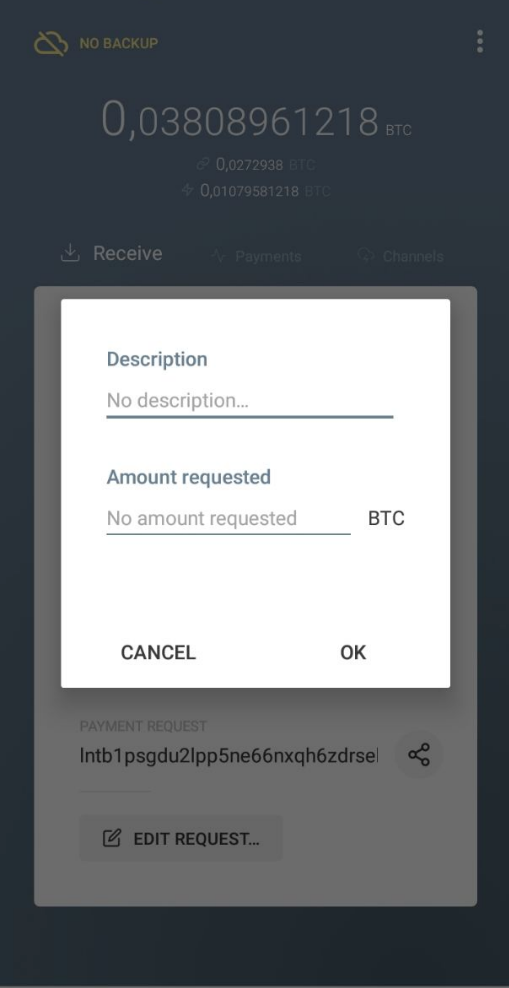 NO BACKUP
0,03808961218 BTC
0,0272938 BTC
0,01079581218 BTC
Receive Payments Channels
Description
No description...
Amount requested
No amount requested BTC
CANCEL OK
PAYMENT REQUEST
lntb1psgdu2lpp5ne66nxqh6zdrsel
EDIT REQUEST...